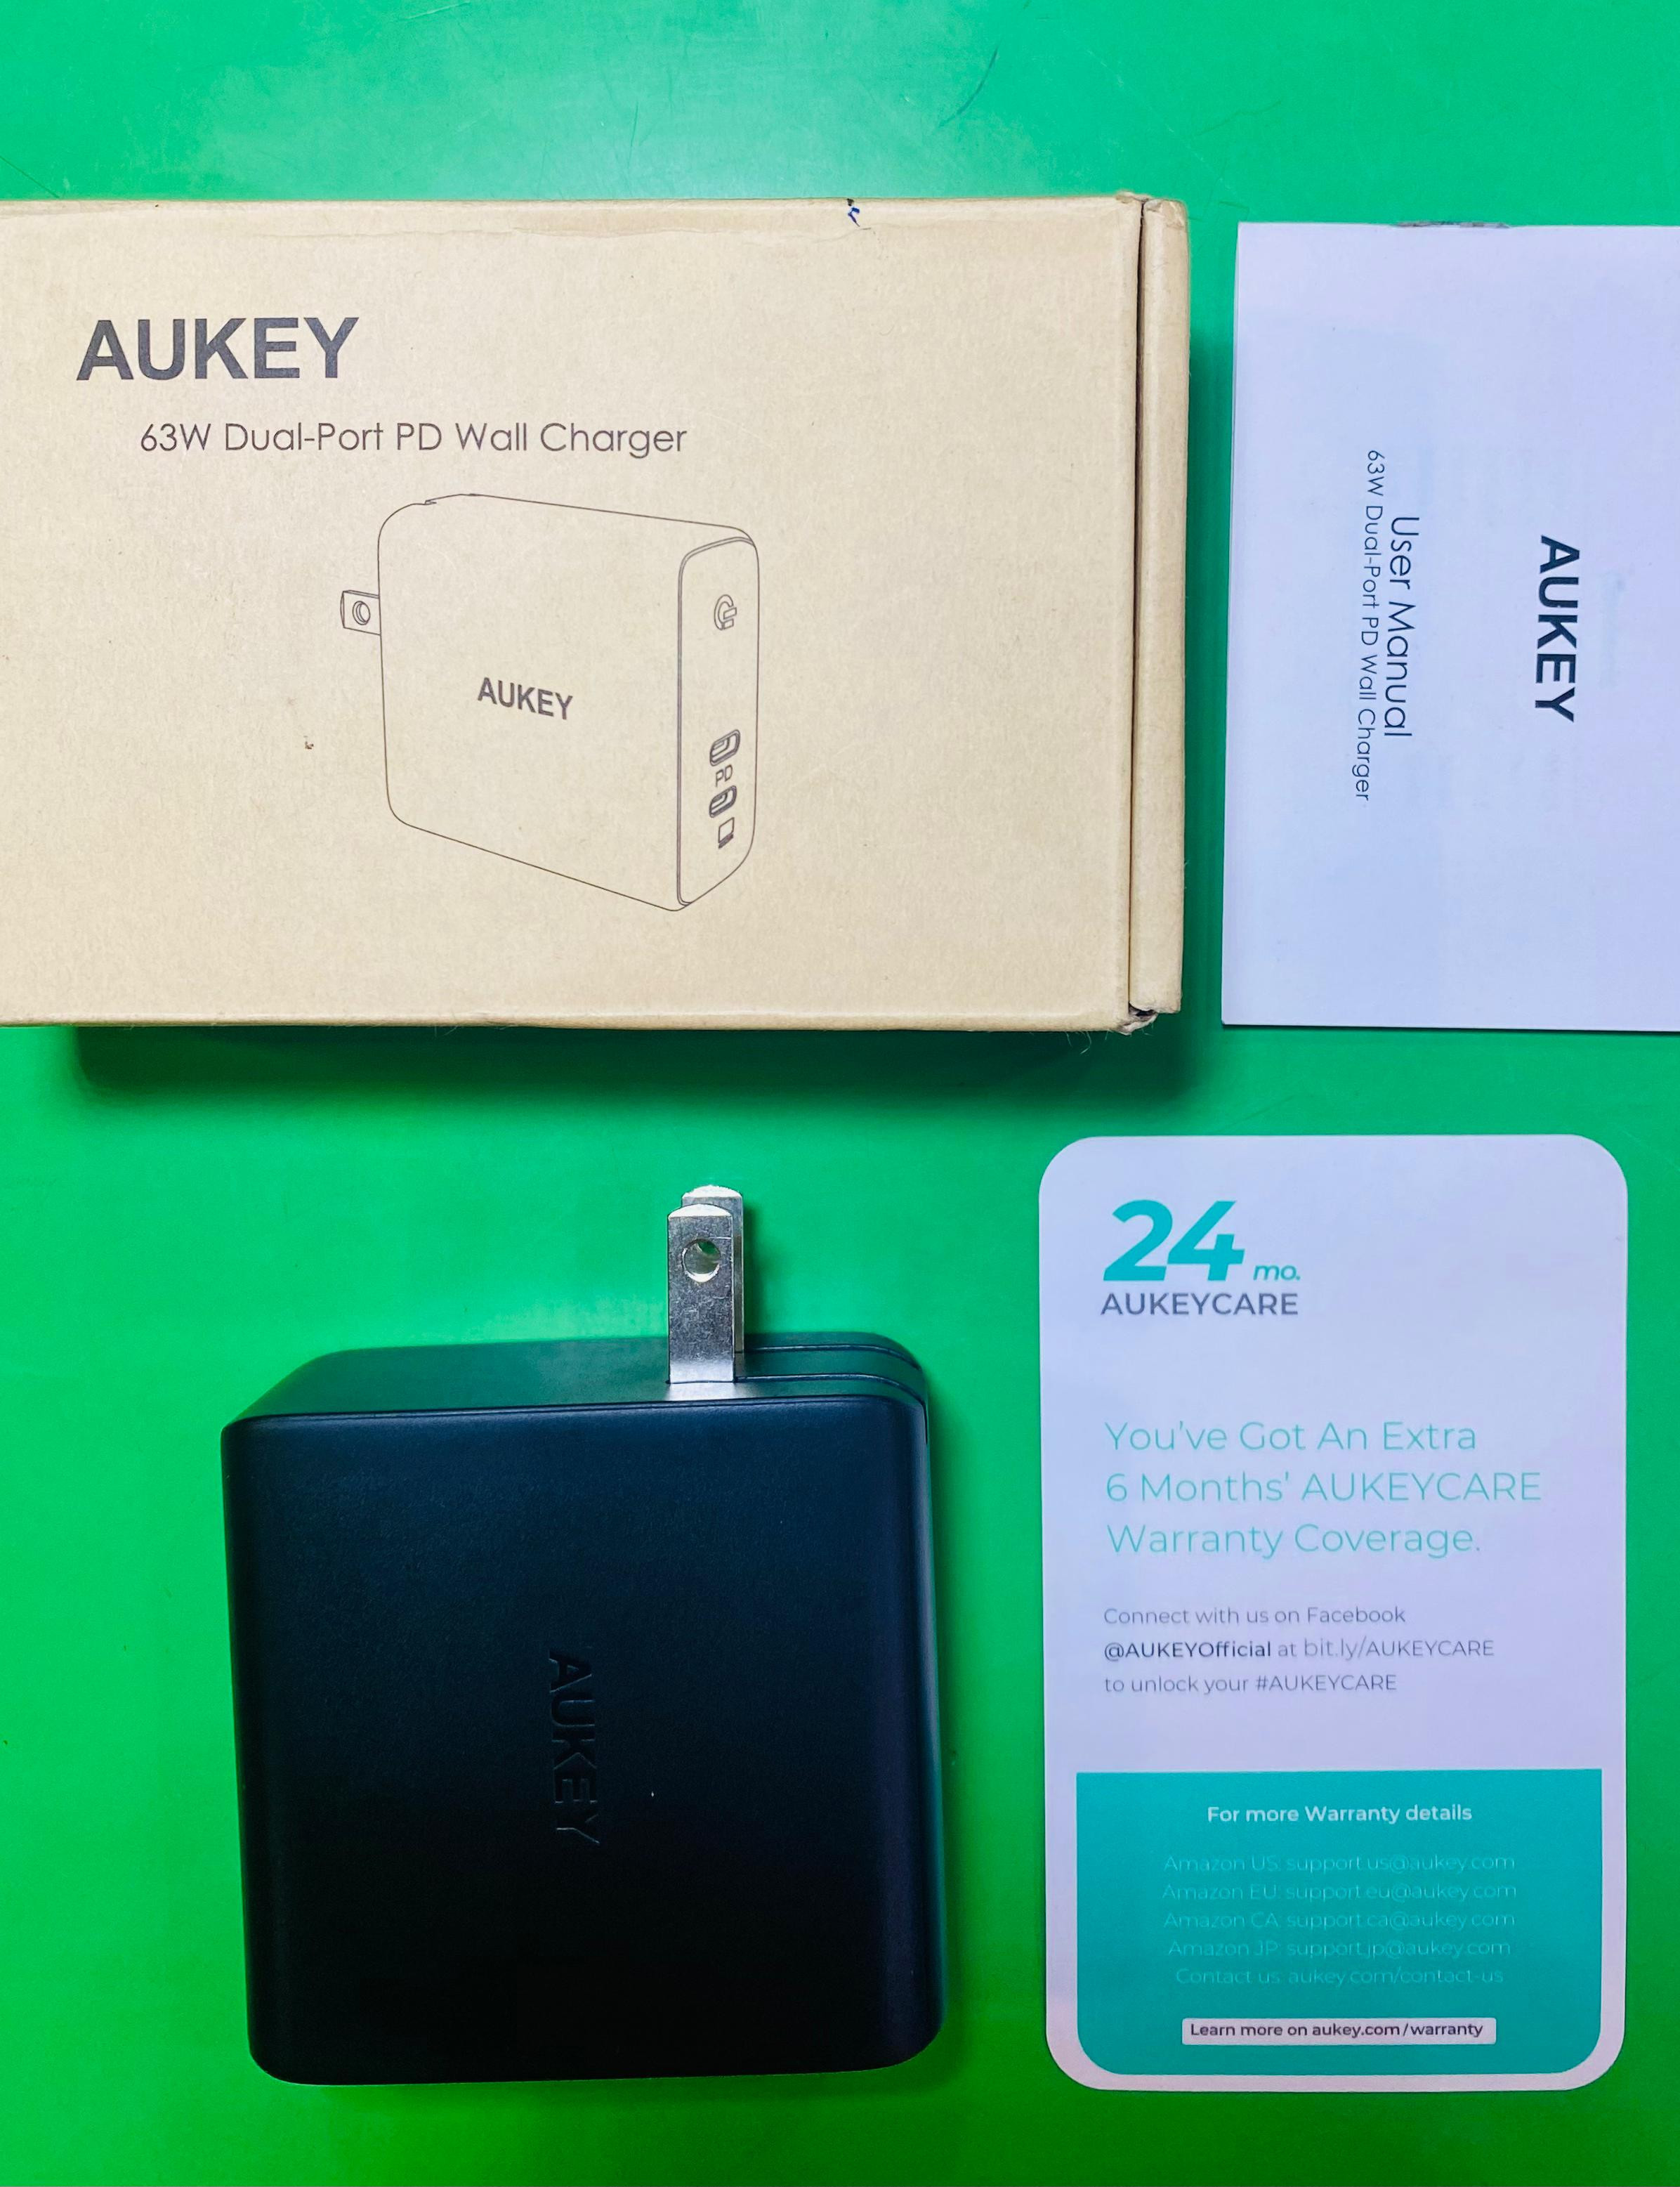 AUKEY
63W Dual-Port PD Wall Charger
AUKEY
PD
AUKEY
User Manual
63W Dual-Port PD Wall Charger
AUKEY
24 mo.
AUKEYCARE
You've Got An Extra
6 Months' AUKEYCARE
Warranty Coverage.
Connect with us on Facebook
@AUKEYOfficial at bit.ly/AUKEYCARE
to unlock your #AUKEYCARE
For more Warranty details
Amazon US: support.us@aukey.com
Amazon EU: support.eu@aukey.com
Amazon CA: support.ca@aukey.com
Amazon JP: support.jp@aukey.com
Contact us: aukey.com/contact-us
Learn more on aukey.com/warranty